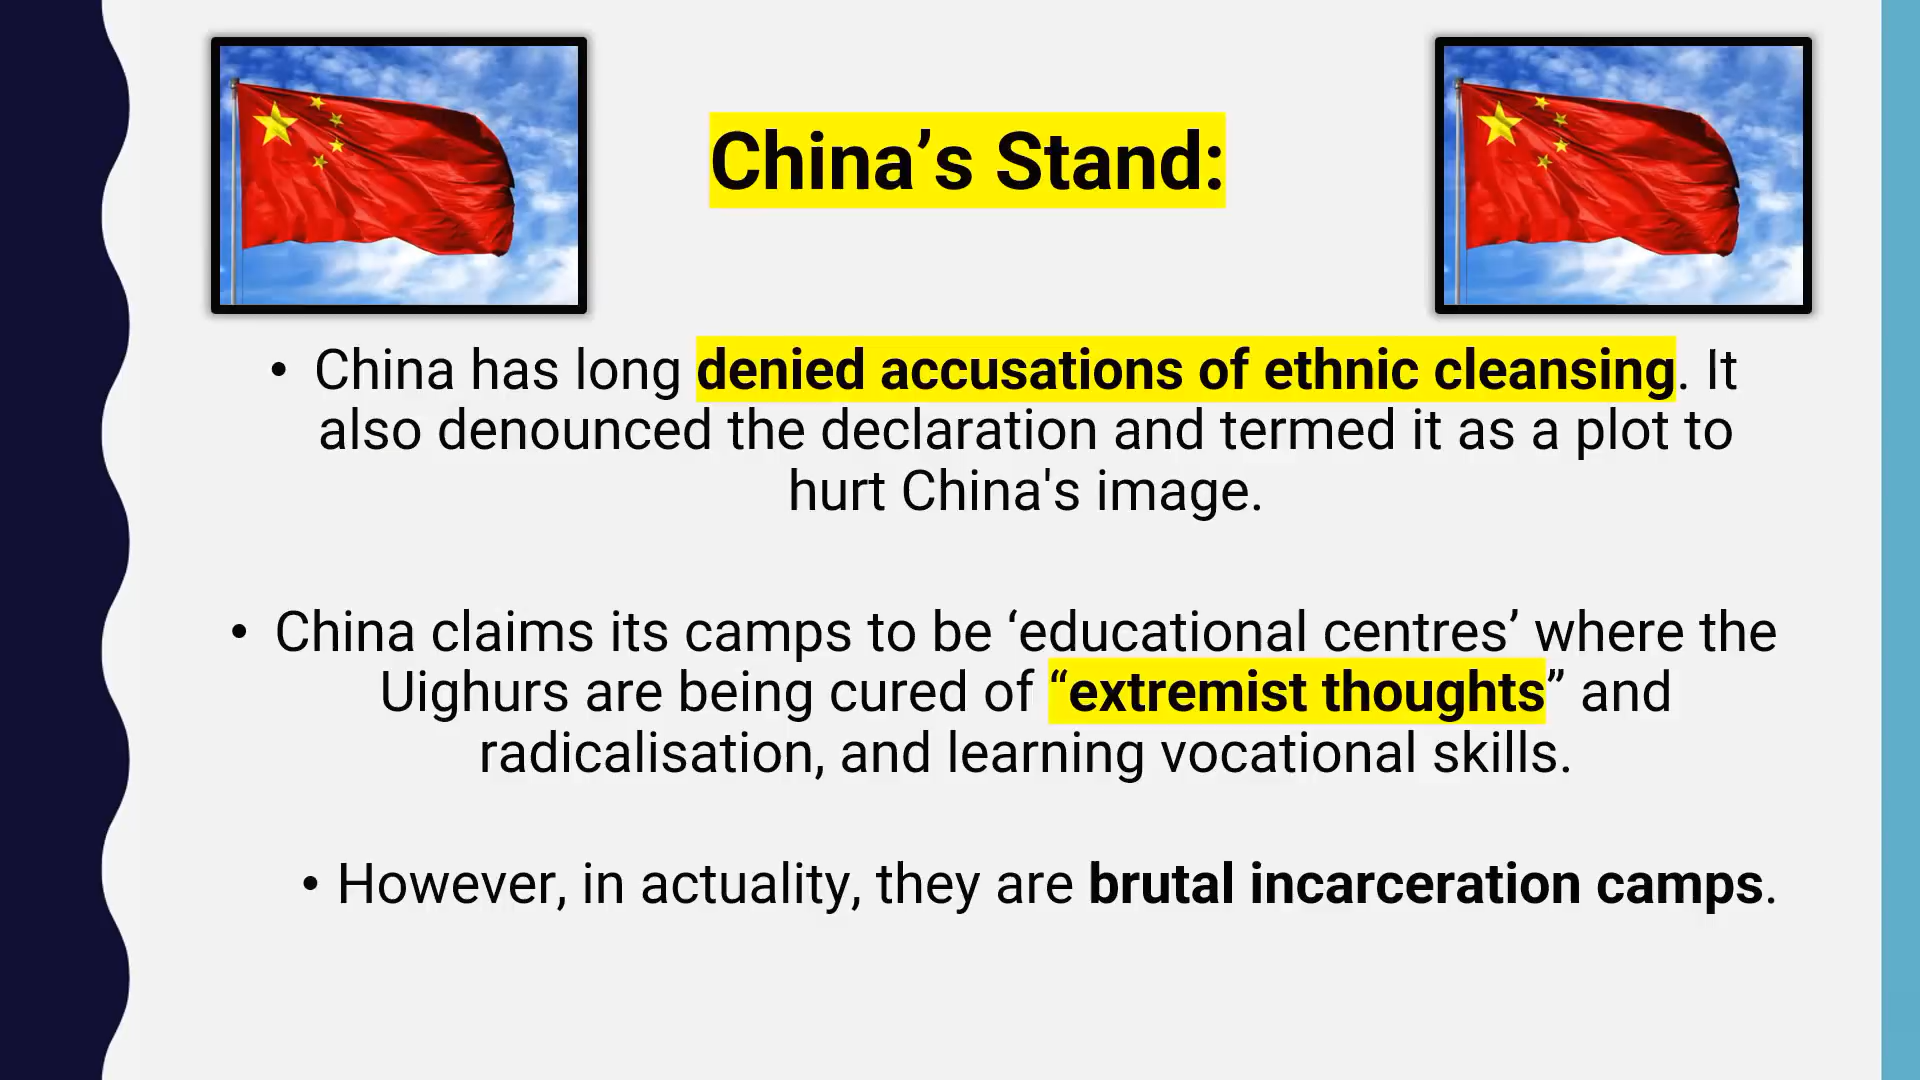 China’s Stand:
• China has long denied accusations of ethnic cleansing. It
also denounced the declaration and termed it as a plot to
hurt China's image.
• China claims its camps to be ‘educational centres’ where the
Uighurs are being cured of “extremist thoughts” and
radicalisation, and learning vocational skills.
• However, in actuality, they are brutal incarceration camps.